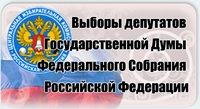 Выборы депутатов
Государственной Думы
Федерального Собрания
Российской Федерации